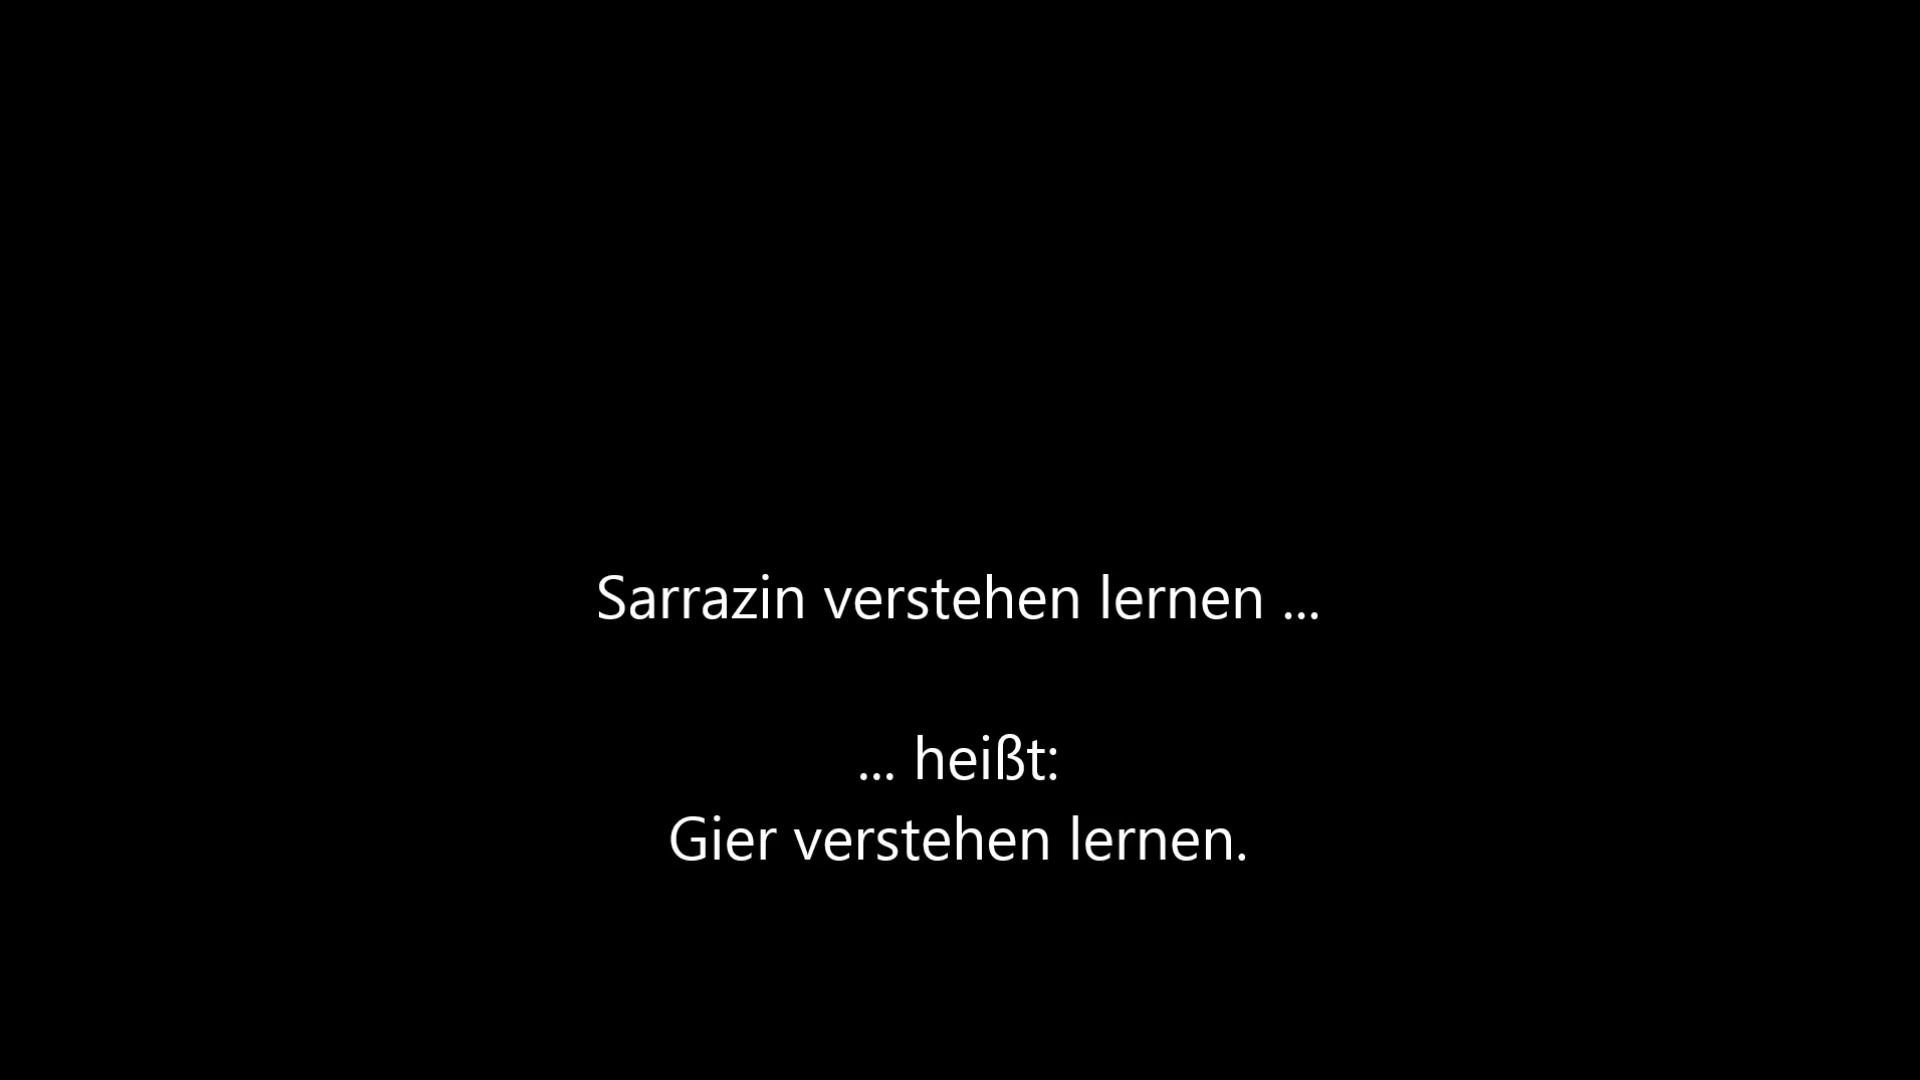 Sarrazin verstehen lernen ...
... heißt:
Gier verstehen lernen.